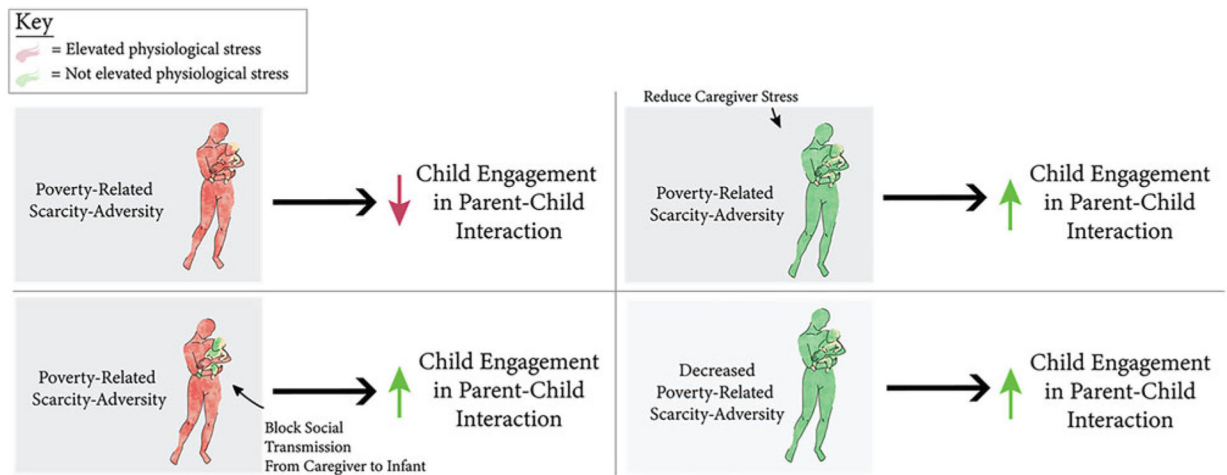 Key
= Elevated physiological stress
= Not elevated physiological stress
Poverty-Related
Scarcity-Adversity
Child Engagement
in Parent-Child
Interaction
Reduce Caregiver Stress
Poverty-Related
Scarcity-Adversity
Child Engagement
in Parent-Child
Interaction
Poverty-Related
Scarcity-Adversity
Block Social
Transmission
From Caregiver to Infant
Child Engagement
in Parent-Child
Interaction
Decreased
Poverty-Related
Scarcity-Adversity
Child Engagement
in Parent-Child
Interaction